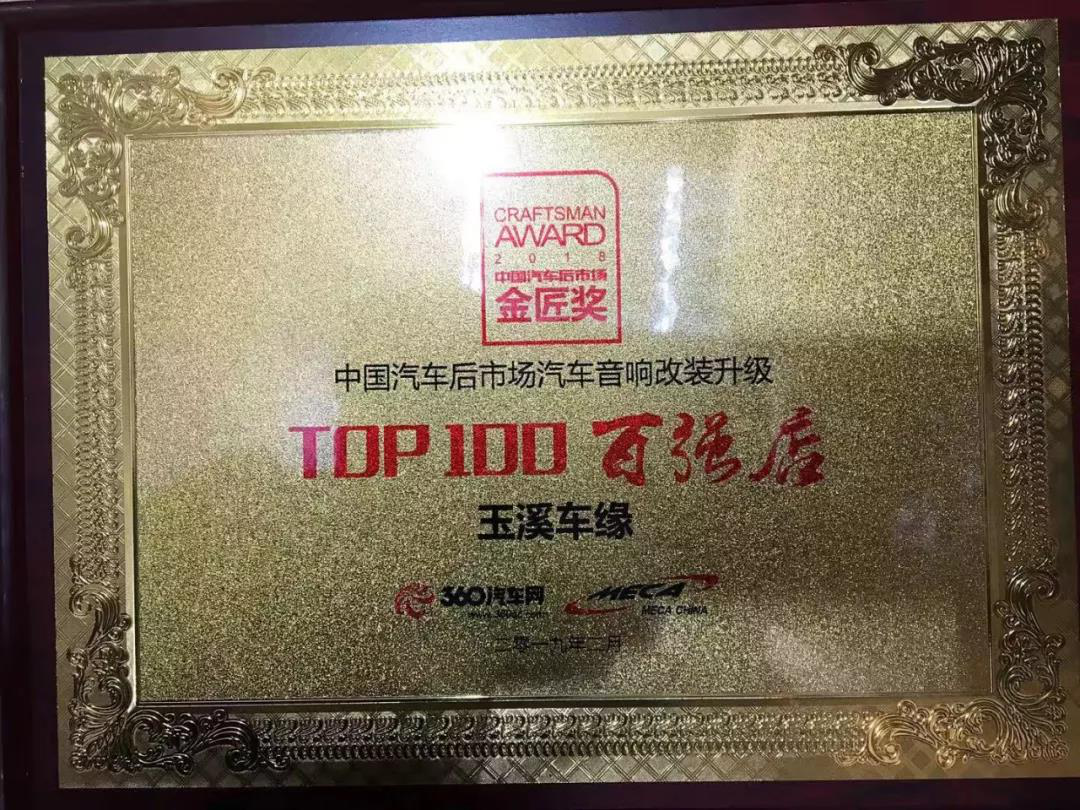 CRAFTSMAN
AWARD
2018
中国汽车后市场
金匠奖
中国汽车后市场汽车音响改装升级
TOP 100 百强店
玉溪车缘
360汽车网
MECA
MECA CHINA
二零一九年二月